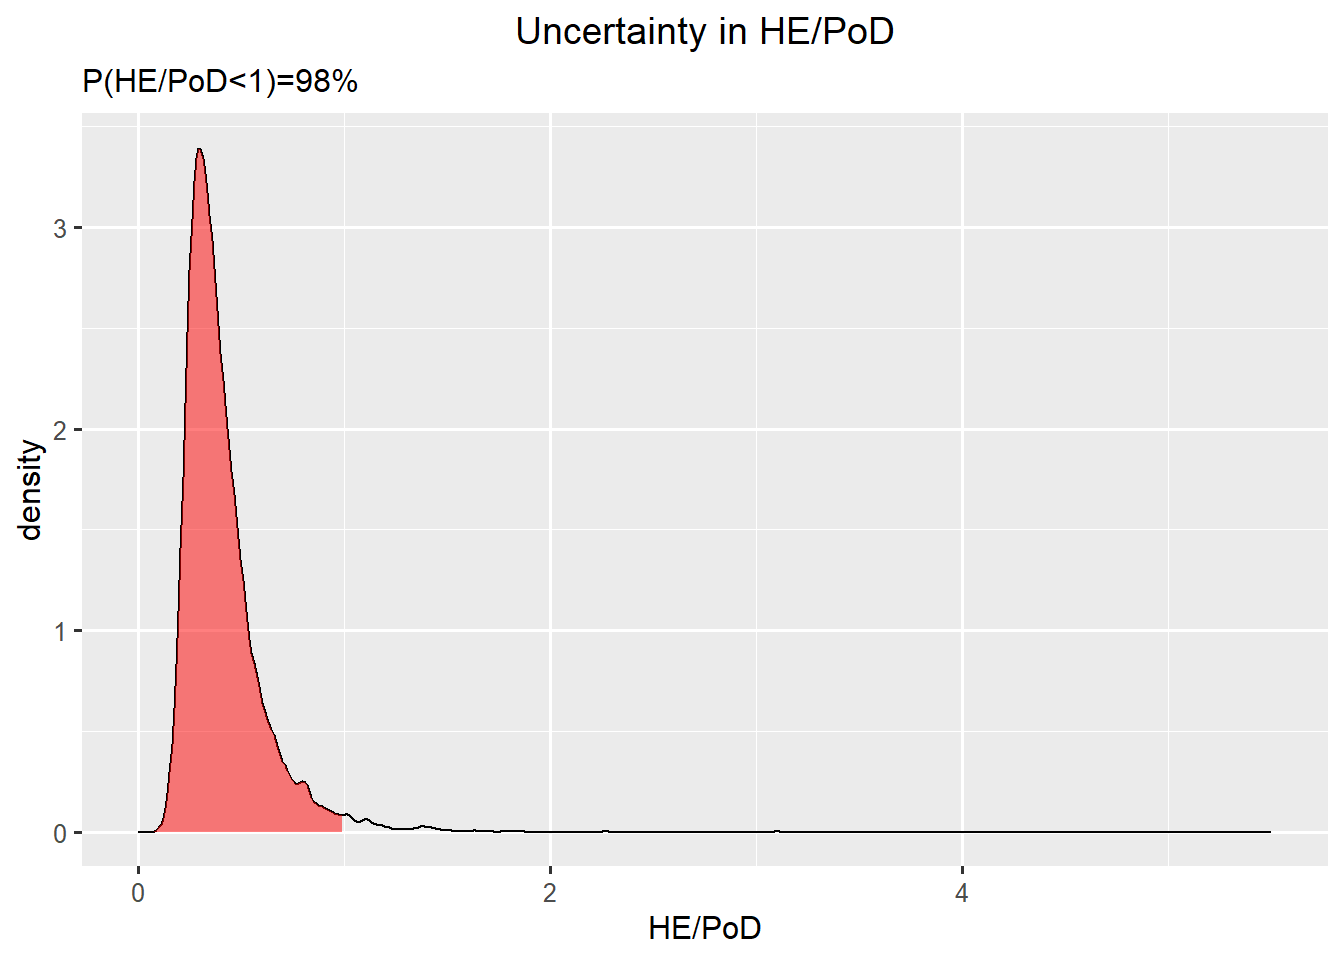 Uncertainty in HE/PoD
P(HE/PoD<1)=98%
3
2
1
0
density
0 2 4
HE/PoD